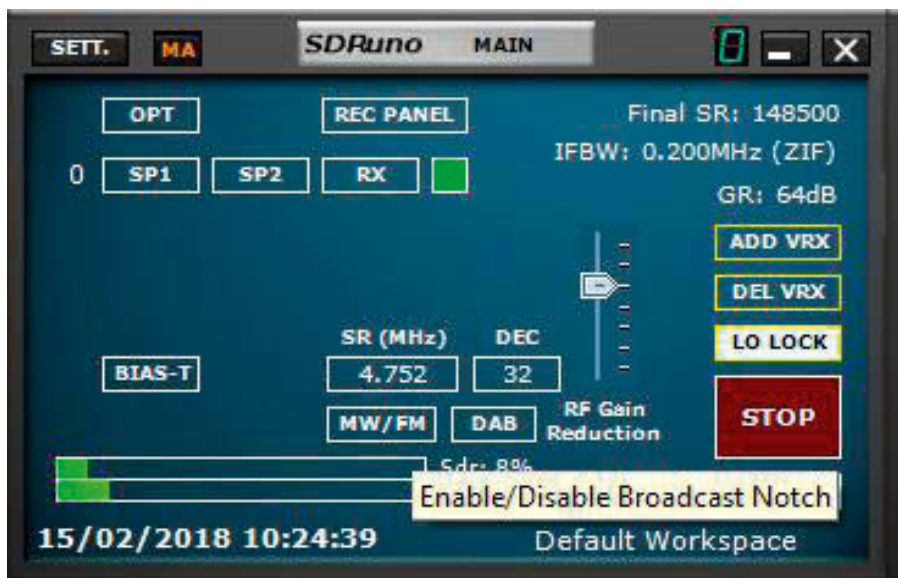 SETT. MA SDRuno MAIN 0
OPT REC PANEL Final SR: 148500
IFBW: 0.200MHz (ZIF)
0 SP1 SP2 RX
GR: 64dB
ADD VRX
DEL VRX
SR (MHz) DEC LO LOCK
BIAS-T 4.752 32
MW/FM DAB RF Gain Reduction STOP
Sdr: 8%
Enable/Disable Broadcast Notch
15/02/2018 10:24:39 Default Workspace